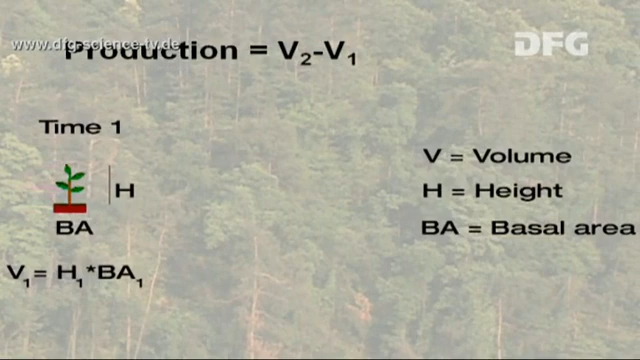 www.dfg-science-tv.de
DFG
Production = V₂-V₁
Time 1
H
BA
V₁= H₁*BA₁
V = Volume
H = Height
BA = Basal area